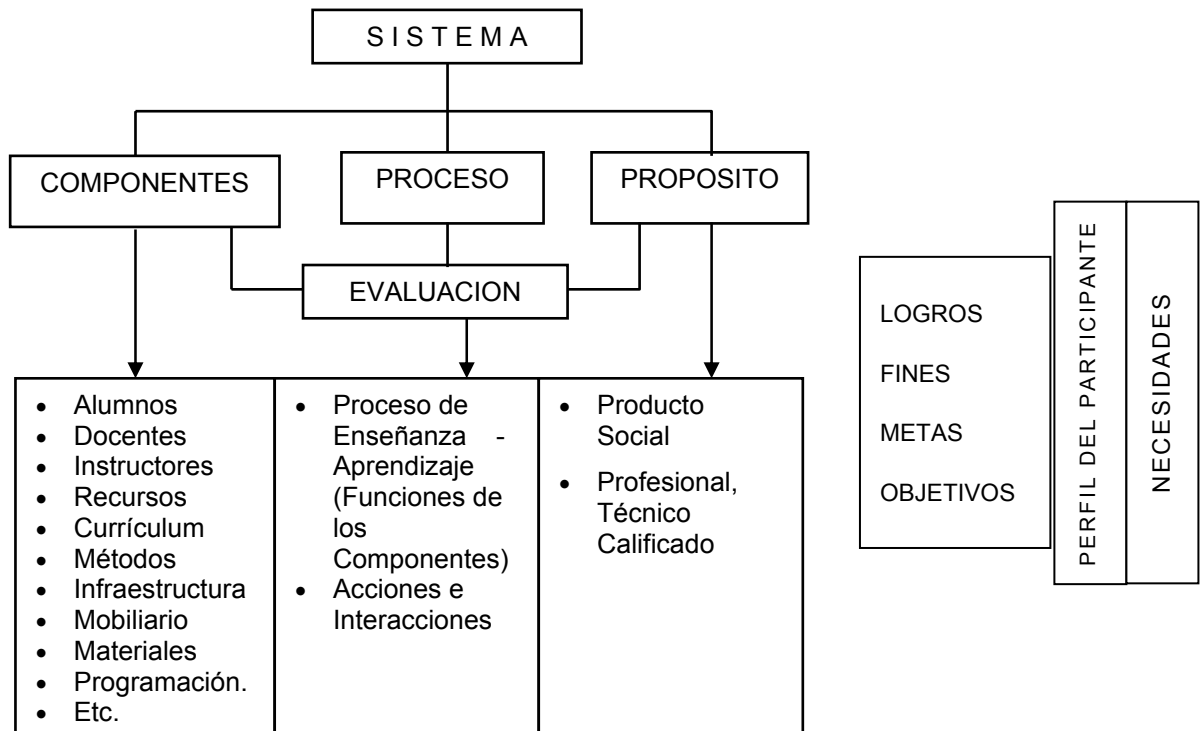 S I S T E M A
COMPONENTES
PROCESO
PROPOSITO
EVALUACION
• Alumnos
• Docentes
• Instructores
• Recursos
• Currículum
• Métodos
• Infraestructura
• Mobiliario
• Materiales
• Programación.
• Etc.
• Proceso de
Enseñanza -
Aprendizaje
(Funciones de
los
Componentes)
• Acciones e
Interacciones
• Producto
Social
• Profesional,
Técnico
Calificado
LOGROS
FINES
METAS
OBJETIVOS
PERFIL DEL PARTICIPANTE
NECESIDADES